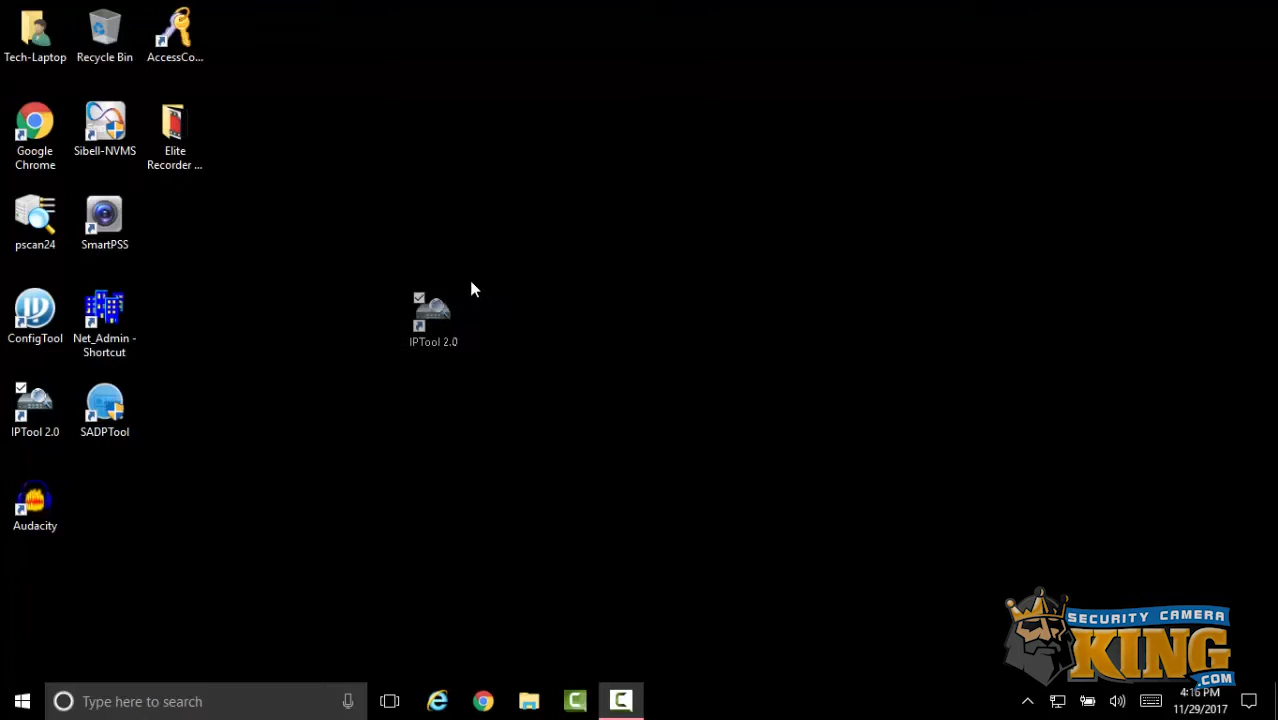 Tech-Laptop
Recycle Bin
AccessCo...
Google
Chrome
Sibell-NVMS
Elite
Recorder ...
pscan24
SmartPSS
ConfigTool
Net_Admin -
Shortcut
IPTool 2.0
IPTool 2.0
SADPTool
Audacity
SECURITY CAMERA
KING
.COM
Type here to search
4:16 PM
11/29/2017